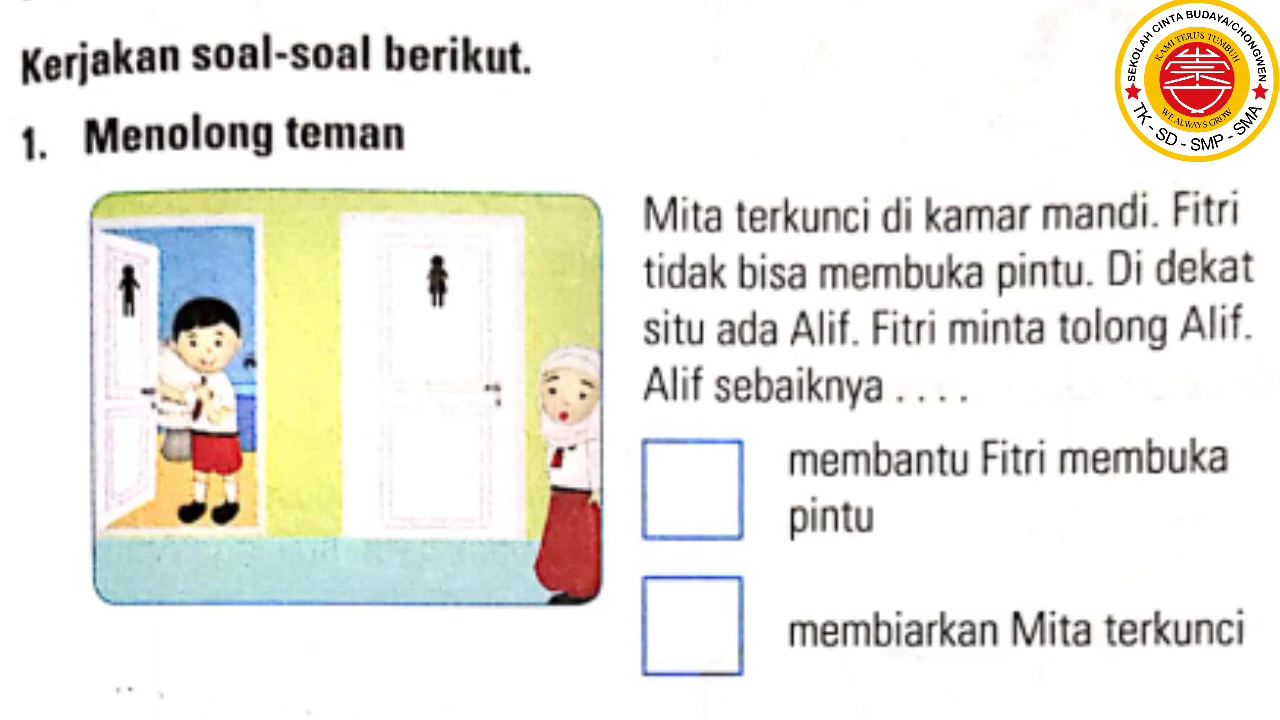 Kerjakan soal-soal berikut.
1. Menolong teman
Mita terkunci di kamar mandi. Fitri
tidak bisa membuka pintu. Di dekat
situ ada Alif. Fitri minta tolong Alif.
Alif sebaiknya . . . .
membantu Fitri membuka
pintu
membiarkan Mita terkunci
SEKOLAH CINTA BUDAYA/CHONGWEN
KAMI TERUS TUMBUH
WE ALWAYS GROW
TK - SD - SMP - SMA